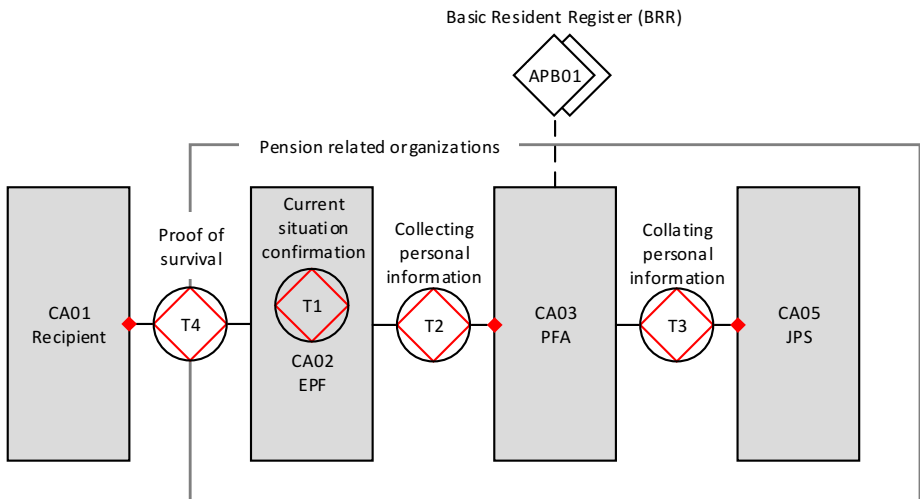 Basic Resident Register (BRR)
APB01
Pension related organizations
CA01
Recipient
Proof of
survival
T4
Current
situation
confirmation
T1
CA02
EPF
Collecting
personal
information
T2
CA03
PFA
Collating
personal
information
T3
CA05
JPS